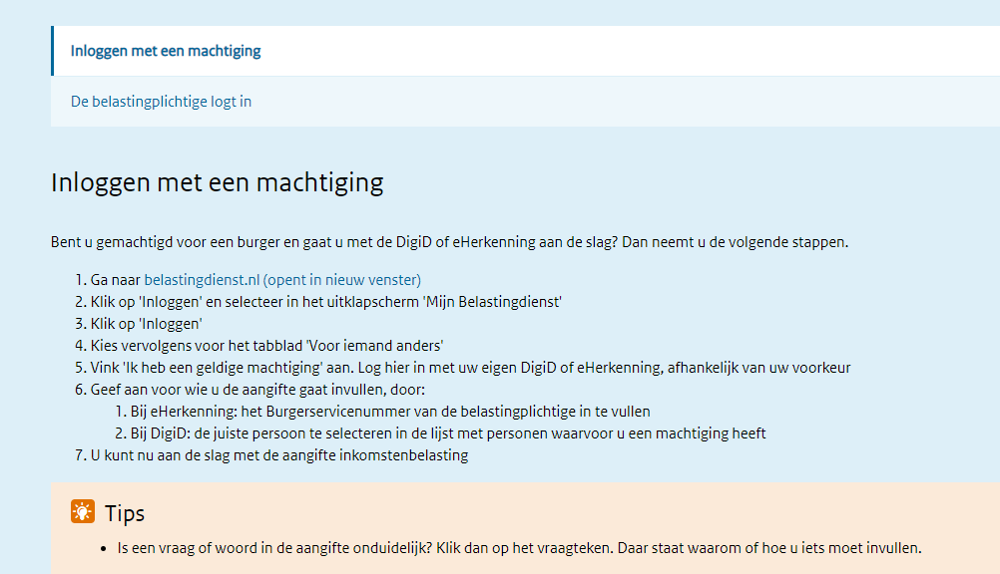 Inloggen met een machtiging
De belastingplichtige logt in
Inloggen met een machtiging
Bent u gemachtigd voor een burger en gaat u met de DigiD of eHerkenning aan de slag? Dan neemt u de volgende stappen.
1. Ga naar belastingdienst.nl (opent in nieuw venster)
2. Klik op 'Inloggen' en selecteer in het uitklapscherm 'Mijn Belastingdienst'
3. Klik op 'Inloggen'
4. Kies vervolgens voor het tabblad 'Voor iemand anders'
5. Vink 'Ik heb een geldige machtiging' aan. Log hier in met uw eigen DigiD of eHerkenning, afhankelijk van uw voorkeur
6. Geef aan voor wie u de aangifte gaat invullen, door:
1. Bij eHerkenning: het Burgerservicenummer van de belastingplichtige in te vullen
2. Bij DigiD: de juiste persoon te selecteren in de lijst met personen waarvoor u een machtiging heeft
7. U kunt nu aan de slag met de aangifte inkomstenbelasting
Tips
• Is een vraag of woord in de aangifte onduidelijk? Klik dan op het vraagteken. Daar staat waarom of hoe u iets moet invullen.